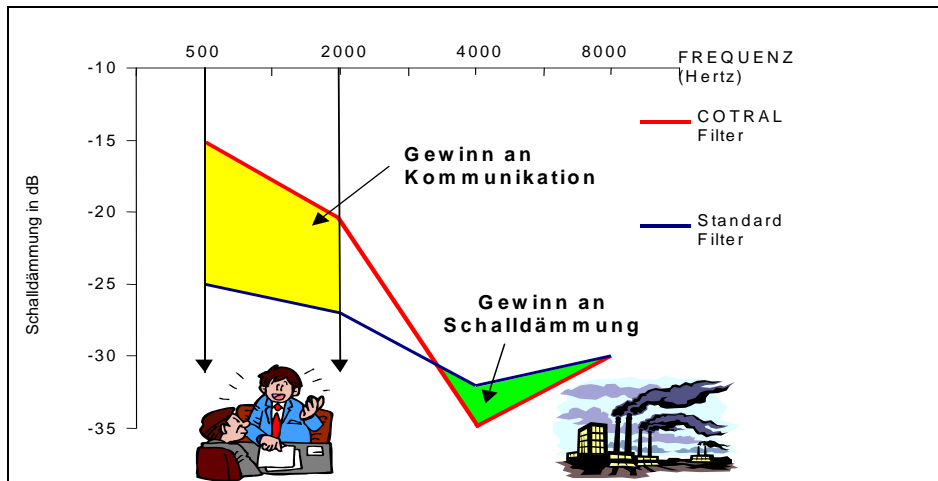 500 2000 4000 8000
FREQUENZ
(Hertz)
-10
-15
-20
-25
-30
-35
Schalldämmung in dB
Gewinn an
Kommunikation
Gewinn an
Schalldämmung
COTRAL
Filter
Standard
Filter